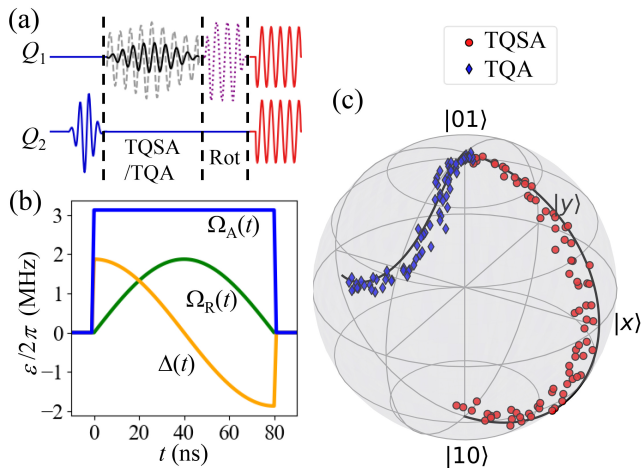 (a)
Q1
Q2
TQSA
/TQA
Rot
TQSA
TQA
(c)
|01⟩
|y⟩
|x⟩
|10⟩
(b)
ε/2π (MHz)
3
2
1
0
−1
−2
Ω_A(t)
Ω_R(t)
Δ(t)
0 20 40 60 80
t (ns)